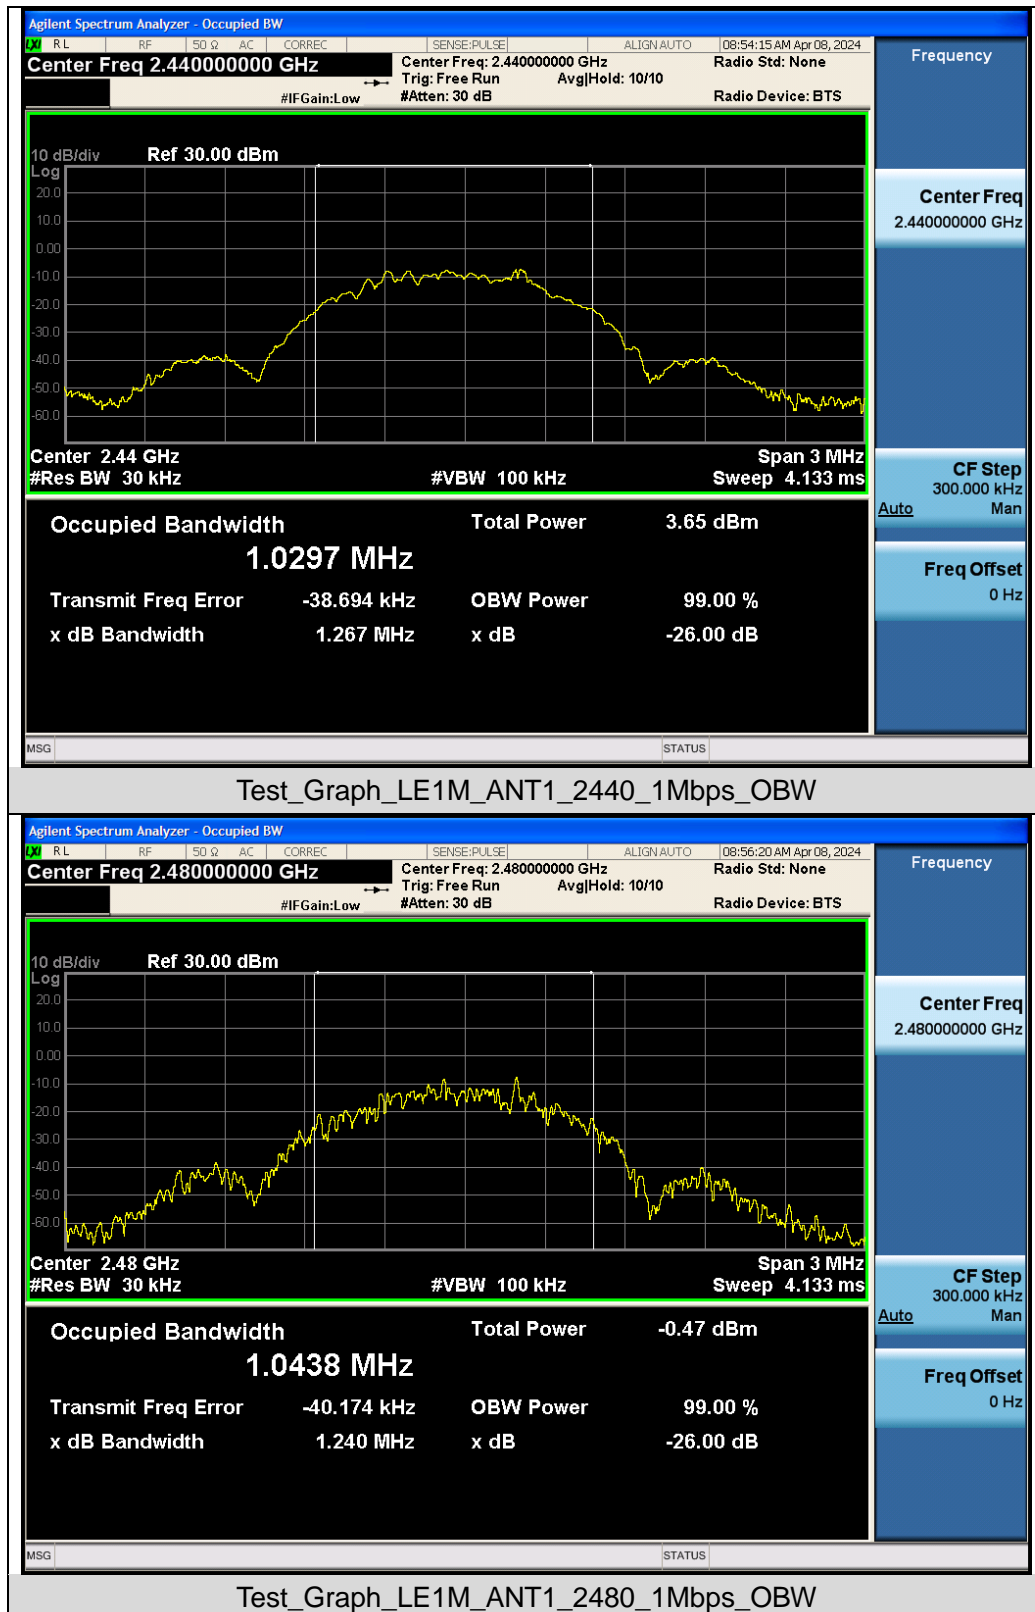 Agilent Spectrum Analyzer - Occupied BW
LXI RL RF 50 Ω AC CORREC SENSE:PULSE ALIGN AUTO 08:54:15 AM Apr 08, 2024
Center Freq 2.440000000 GHz Center Freq: 2.440000000 GHz Radio Std: None
Trig: Free Run Avg|Hold: 10/10
#IFGain:Low #Atten: 30 dB Radio Device: BTS
Frequency
10 dB/div Ref 30.00 dBm
Log
20.0
10.0
0.00
-10.0
-20.0
-30.0
-40.0
-50.0
-60.0
Center 2.44 GHz Span 3 MHz
#Res BW 30 kHz #VBW 100 kHz Sweep 4.133 ms
Center Freq
2.440000000 GHz
CF Step
300.000 kHz
Auto Man
Freq Offset
0 Hz
Occupied Bandwidth Total Power 3.65 dBm
1.0297 MHz
Transmit Freq Error -38.694 kHz OBW Power 99.00 %
x dB Bandwidth 1.267 MHz x dB -26.00 dB
MSG STATUS
Test_Graph_LE1M_ANT1_2440_1Mbps_OBW
Agilent Spectrum Analyzer - Occupied BW
LXI RL RF 50 Ω AC CORREC SENSE:PULSE ALIGN AUTO 08:56:20 AM Apr 08, 2024
Center Freq 2.480000000 GHz Center Freq: 2.480000000 GHz Radio Std: None
Trig: Free Run Avg|Hold: 10/10
#IFGain:Low #Atten: 30 dB Radio Device: BTS
Frequency
10 dB/div Ref 30.00 dBm
Log
20.0
10.0
0.00
-10.0
-20.0
-30.0
-40.0
-50.0
-60.0
Center 2.48 GHz Span 3 MHz
#Res BW 30 kHz #VBW 100 kHz Sweep 4.133 ms
Center Freq
2.480000000 GHz
CF Step
300.000 kHz
Auto Man
Freq Offset
0 Hz
Occupied Bandwidth Total Power -0.47 dBm
1.0438 MHz
Transmit Freq Error -40.174 kHz OBW Power 99.00 %
x dB Bandwidth 1.240 MHz x dB -26.00 dB
MSG STATUS
Test_Graph_LE1M_ANT1_2480_1Mbps_OBW